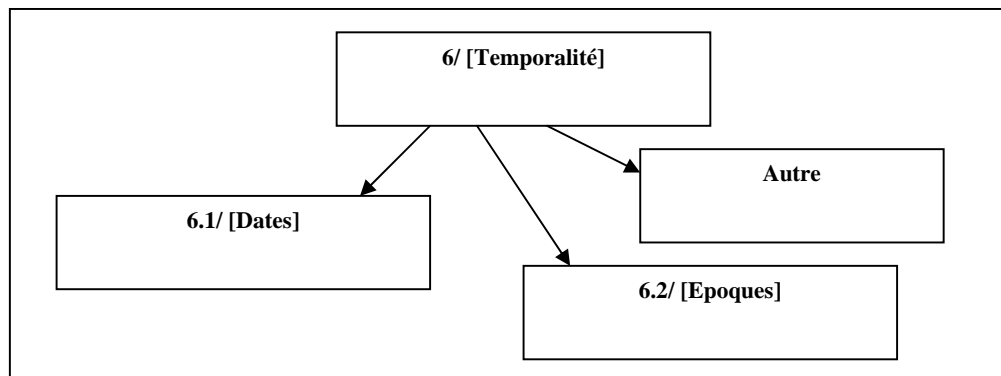 6/ [Temporalité]
Autre
6.1/ [Dates]
6.2/ [Epoques]